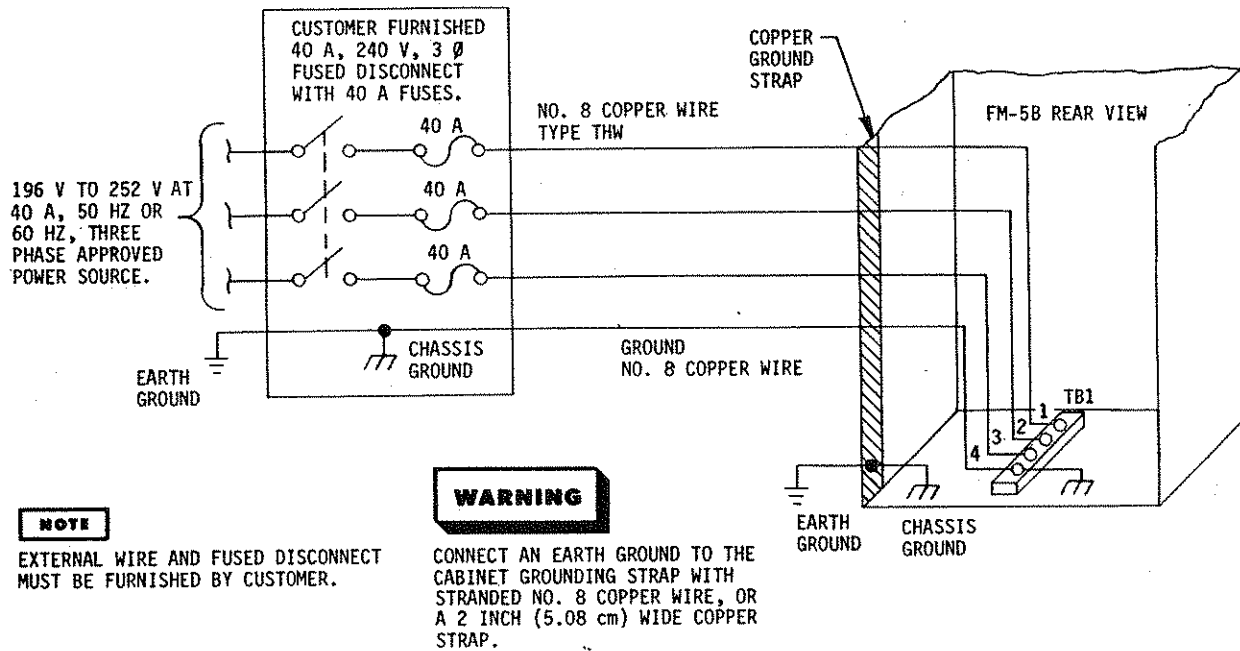 CUSTOMER FURNISHED
40 A, 240 V, 3 Ø
FUSED DISCONNECT
WITH 40 A FUSES.
COPPER
GROUND
STRAP
FM-5B REAR VIEW
NO. 8 COPPER WIRE
TYPE THW
40 A
40 A
40 A
196 V TO 252 V AT
40 A, 50 HZ OR
60 HZ, THREE
PHASE APPROVED
POWER SOURCE.
EARTH
GROUND
CHASSIS
GROUND
GROUND
NO. 8 COPPER WIRE
TB1
1
2
3
4
EARTH
GROUND
CHASSIS
GROUND
NOTE
EXTERNAL WIRE AND FUSED DISCONNECT
MUST BE FURNISHED BY CUSTOMER.
WARNING
CONNECT AN EARTH GROUND TO THE
CABINET GROUNDING STRAP WITH
STRANDED NO. 8 COPPER WIRE, OR
A 2 INCH (5.08 cm) WIDE COPPER
STRAP.